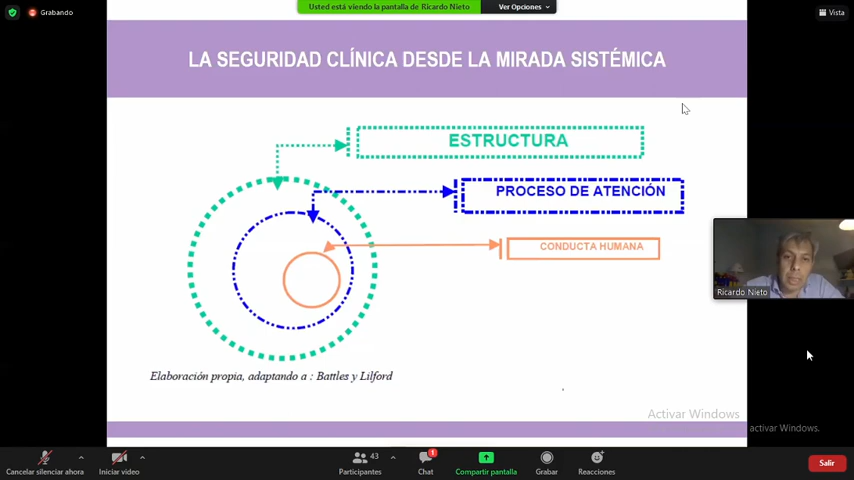 Grabando
Usted está viendo la pantalla de Ricardo Nieto
Ver Opciones
Vista
LA SEGURIDAD CLÍNICA DESDE LA MIRADA SISTÉMICA
ESTRUCTURA
PROCESO DE ATENCIÓN
CONDUCTA HUMANA
Ricardo Nieto
Elaboración propia, adaptando a : Battles y Lilford
Activar Windows
activar Windows.
Cancelar silenciar ahora
Iniciar video
Participantes
43
Chat
1
Compartir pantalla
Grabar
Reacciones
Salir